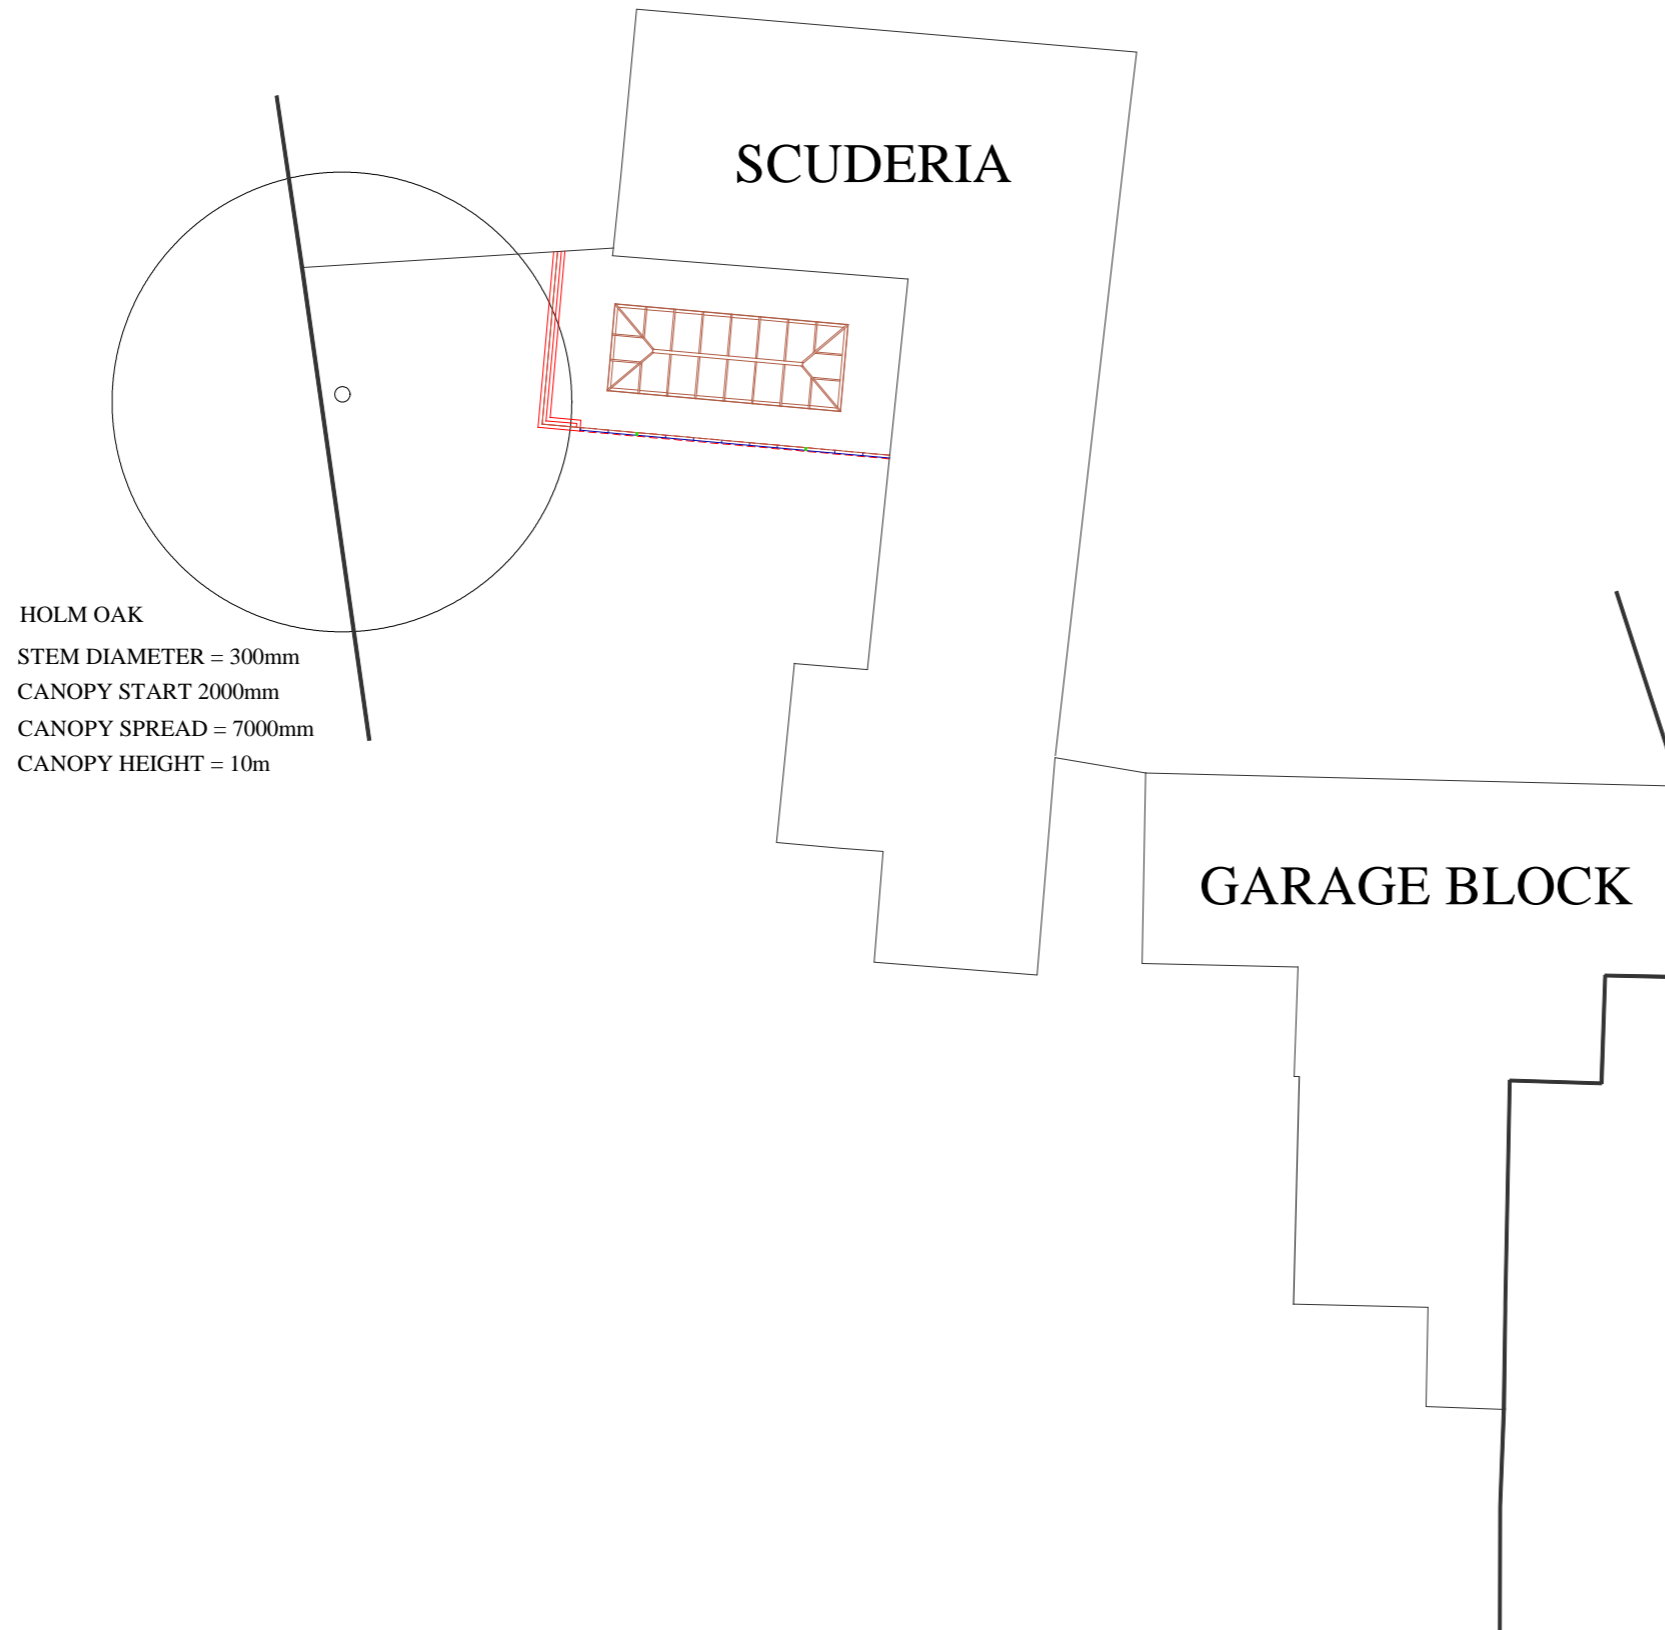 SCUDERIA
HOLM OAK
STEM DIAMETER = 300mm
CANOPY START 2000mm
CANOPY SPREAD = 7000mm
CANOPY HEIGHT = 10m
GARAGE BLOCK